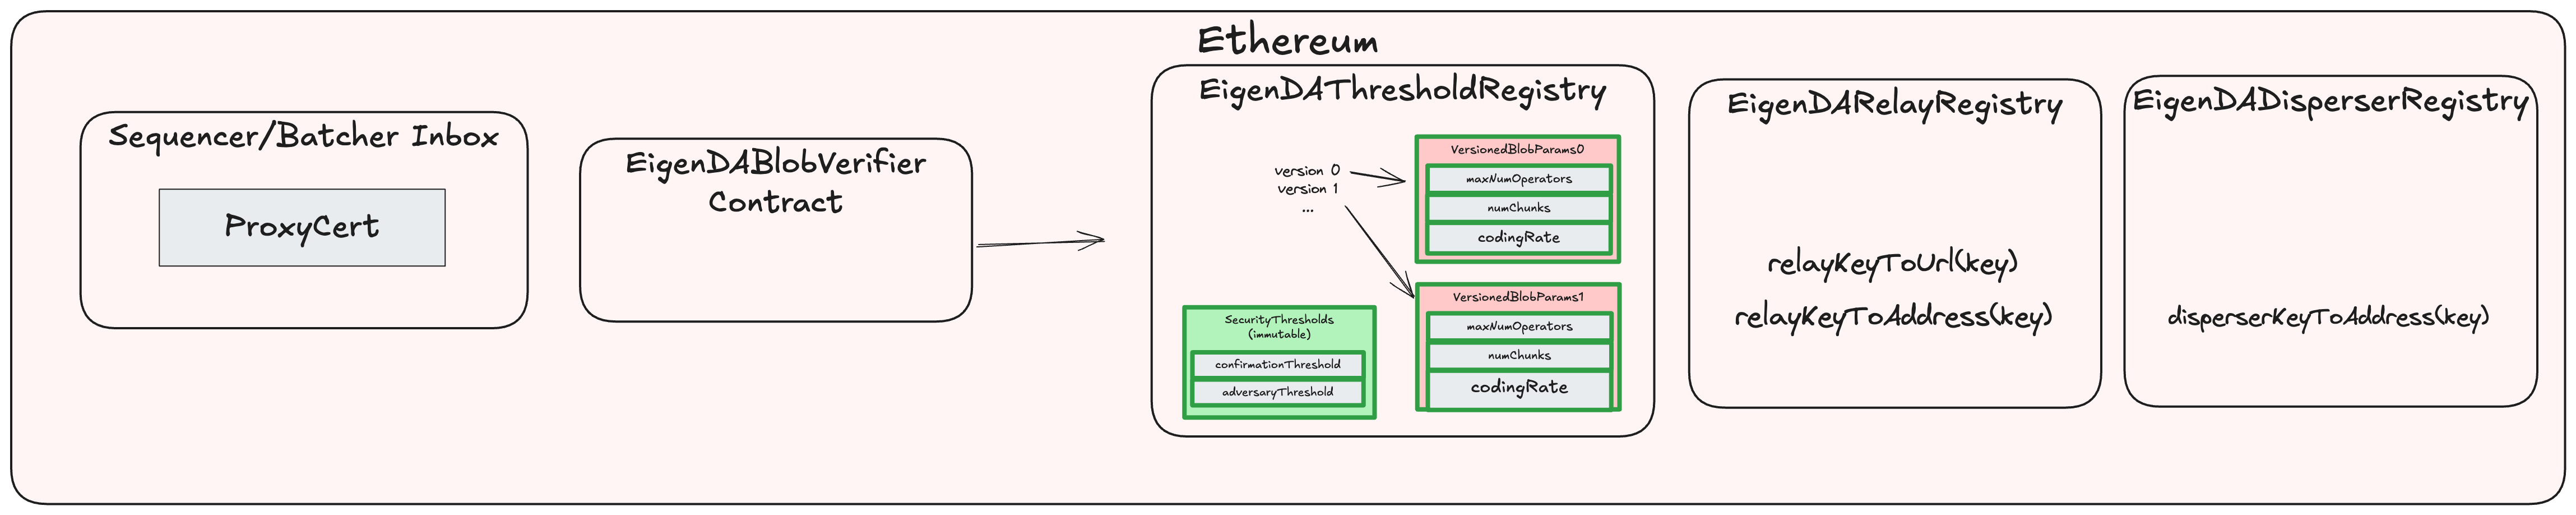 Ethereum
Sequencer/Batcher Inbox
ProxyCert
EigenDABlobVerifier
Contract
EigenDAThresholdRegistry
version 0
version 1
...
VersionedBlobParams0
maxNumOperators
numChunks
codingRate
VersionedBlobParams1
maxNumOperators
numChunks
codingRate
SecurityThresholds
(immutable)
confirmationThreshold
adversaryThreshold
EigenDARelayRegistry
relayKeyToUrl(key)
relayKeyToAddress(key)
EigenDADisperserRegistry
disperserKeyToAddress(key)